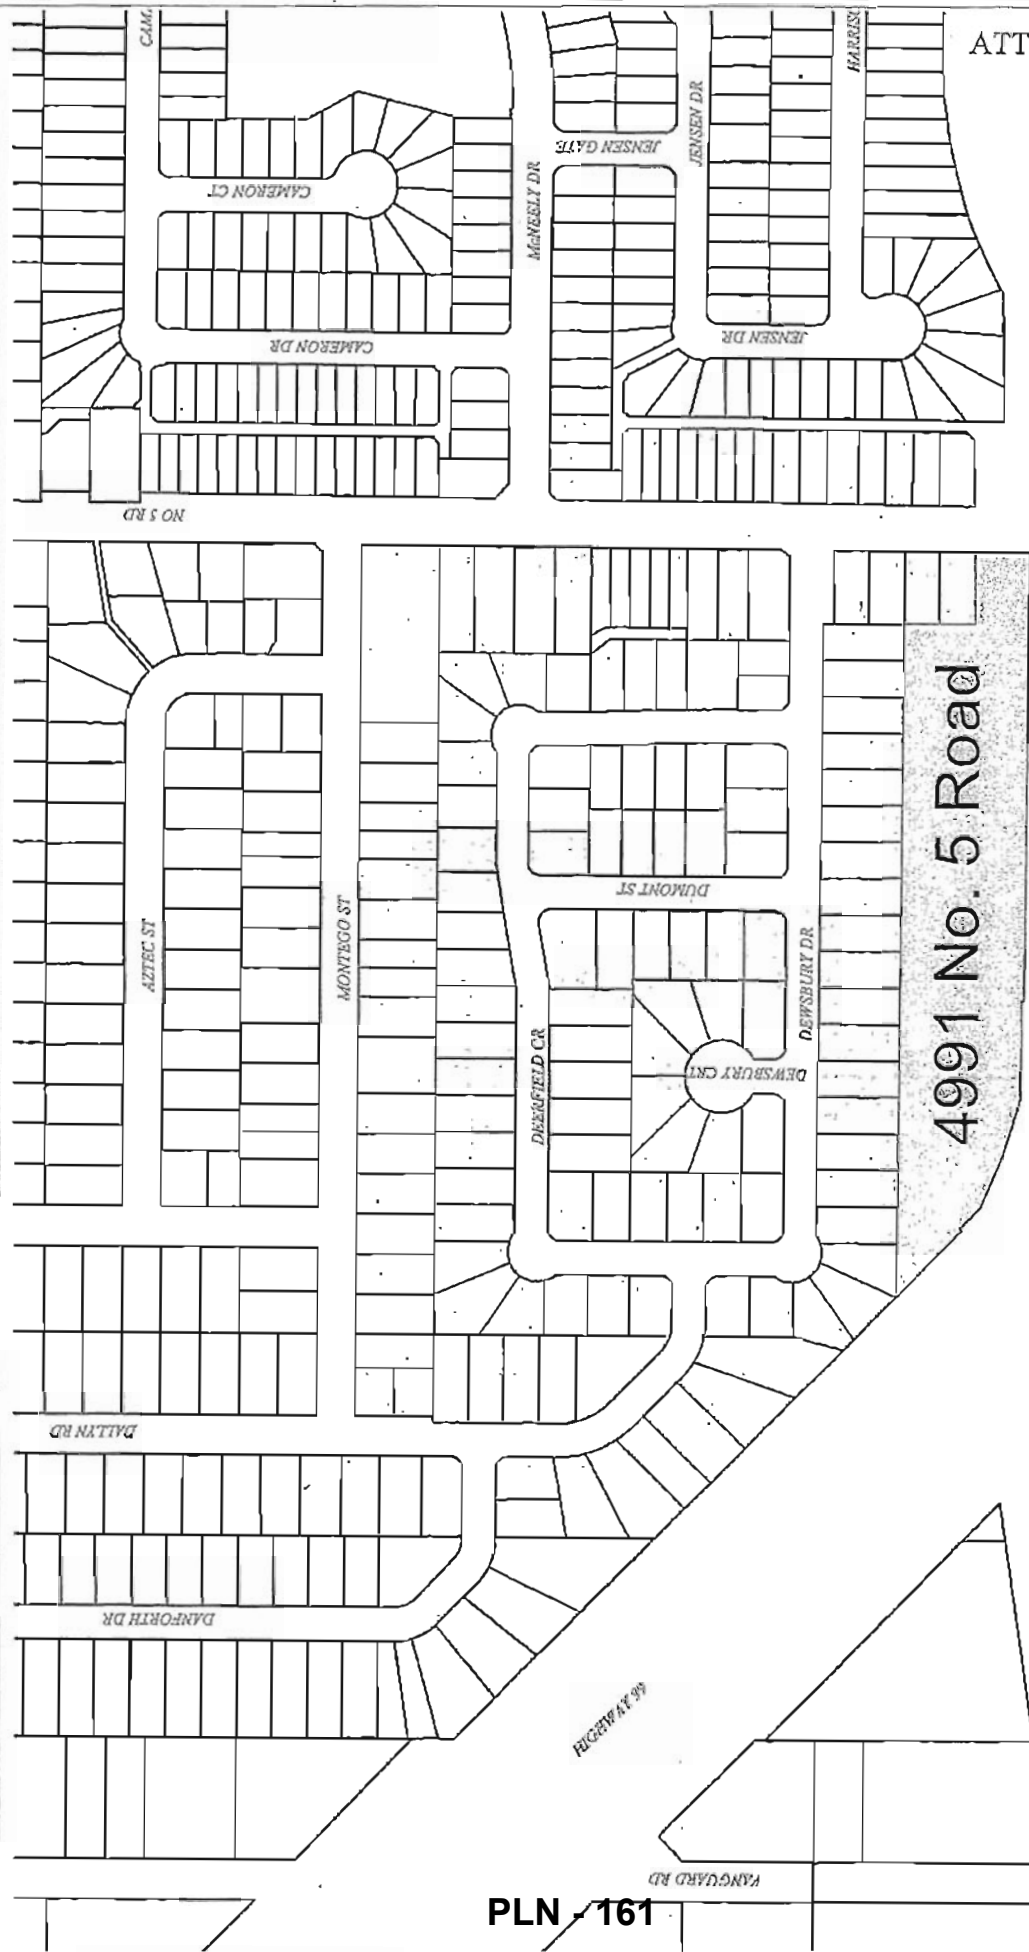 CAM
HARRISO
ATT
JENSEN DR
JENSEN GATE
McNEELY DR
CAMERON CT
CAMERON DR
JENSEN DR
NO 5 RD
4991 No. 5 Road
DUMONT ST
AZTEC ST
MONTEGO ST
DEWSBURY DR
DEERFIELD CR
DEWSBURY CRT
DALLYN RD
DANFORTH DR
HIGHWAY 99
VANGUARD RD
PLN - 161